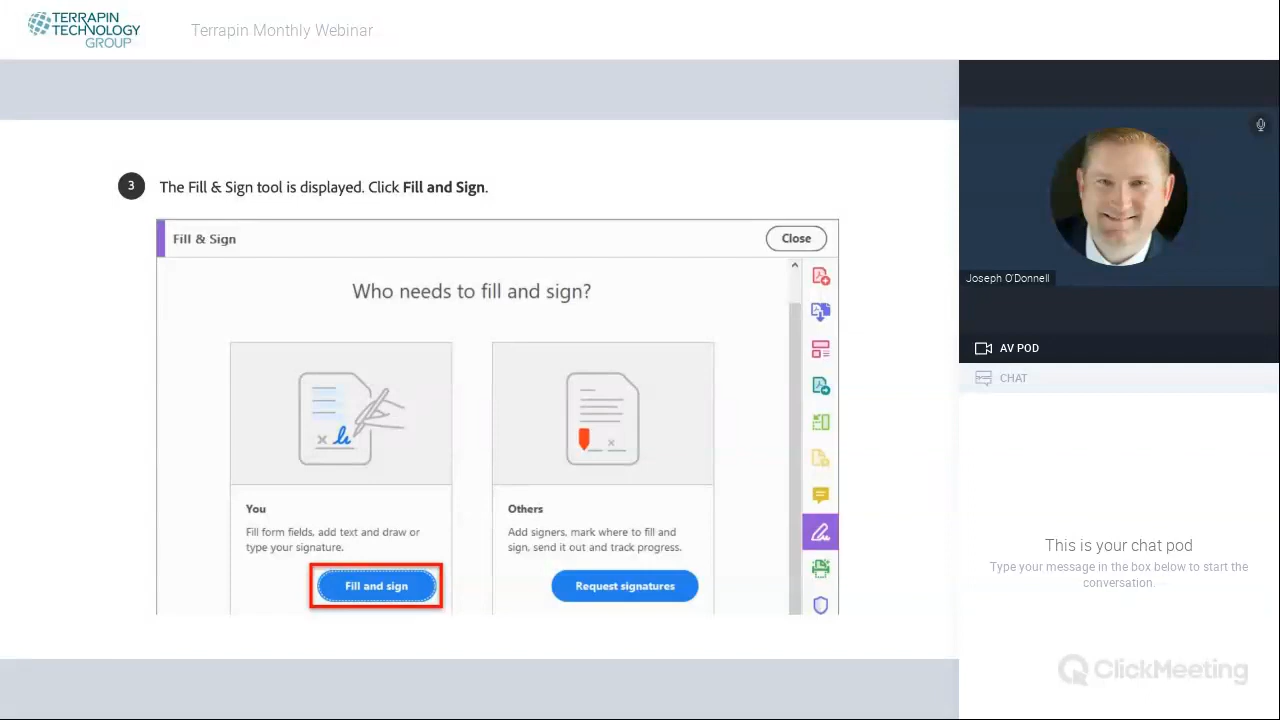 TERRAPIN
TECHNOLOGY
GROUP
Terrapin Monthly Webinar
3 The Fill & Sign tool is displayed. Click Fill and Sign.
Fill & Sign
Close
Who needs to fill and sign?
You
Fill form fields, add text and draw or
type your signature.
Fill and sign
Others
Add signers, mark where to fill and
sign, send it out and track progress.
Request signatures
Joseph O'Donnell
AV POD
CHAT
This is your chat pod
Type your message in the box below to start the
conversation.
ClickMeeting